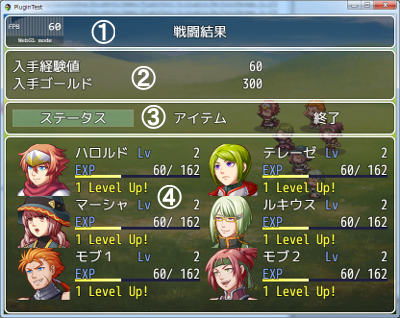 PluginTest
FPS 60
WebGL mode
① 戦闘結果
入手経験値 60
入手ゴールド 300
②
ステータス ③ アイテム 終了
ハロルド Lv 2 テレーゼ Lv 2
EXP 60/ 162 EXP 60/ 162
1 Level Up! 1 Level Up!
マーシャ Lv 2 ルキウス Lv 2
④
EXP 60/ 162 EXP 60/ 162
1 Level Up! 1 Level Up!
モブ1 Lv 2 モブ2 Lv 2
EXP 60/ 162 EXP 60/ 162
1 Level Up! 1 Level Up!